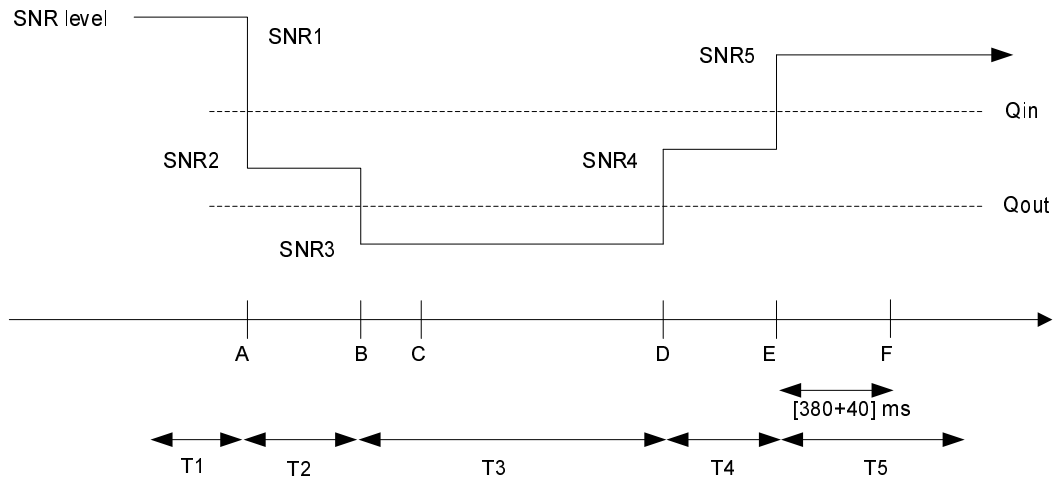 SNR level
SNR1
SNR5
Qin
SNR2
SNR4
Qout
SNR3
A
B
C
D
E
F
[380+40] ms
T1
T2
T3
T4
T5